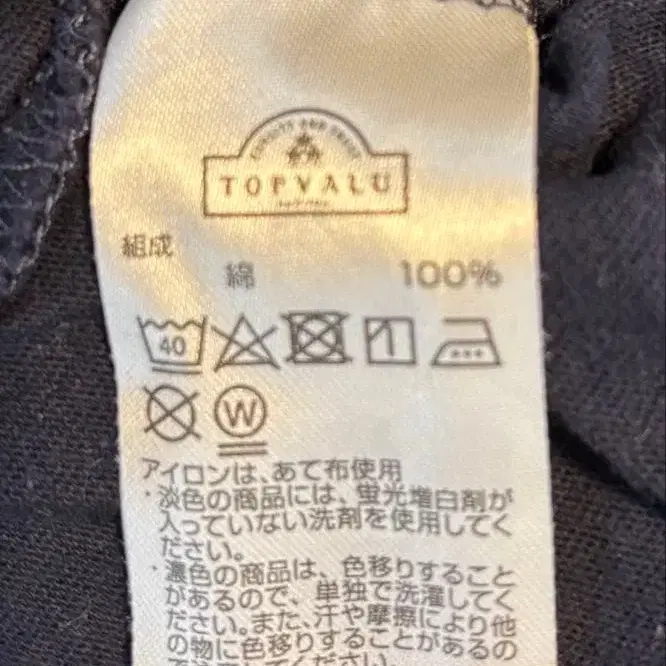 QUALITY AND TRUST
TOPVALU
組成
綿 100%
40
W
アイロンは、あて布使用
・淡色の商品には、蛍光増白剤が
入っていない洗剤を使用してく
ださい。
・濃色の商品は、色移りすること
があるので、単独で洗濯してく
ださい。また、汗や摩擦により他
の物に色移りすることがあるの